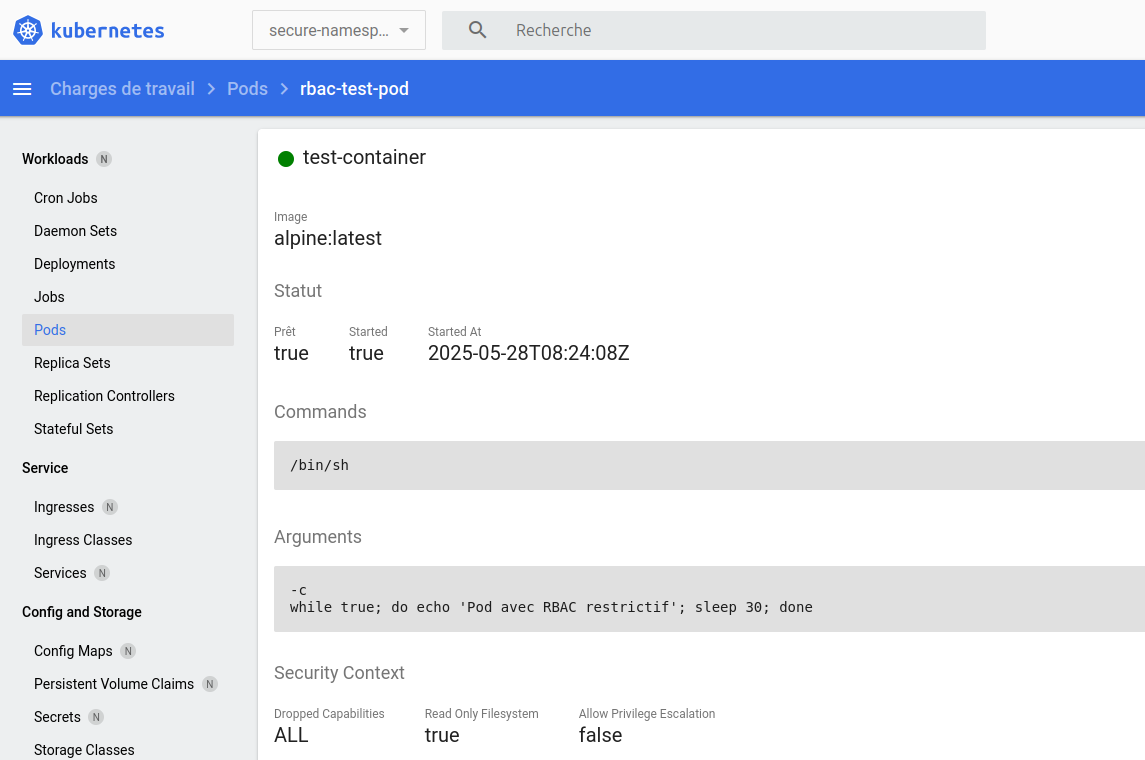 kubernetes
secure-namesp...
Recherche
Charges de travail > Pods > rbac-test-pod
Workloads N
Cron Jobs
Daemon Sets
Deployments
Jobs
Pods
Replica Sets
Replication Controllers
Stateful Sets
Service
Ingresses N
Ingress Classes
Services N
Config and Storage
Config Maps N
Persistent Volume Claims N
Secrets N
Storage Classes
test-container
Image
alpine:latest
Statut
Prêt Started Started At
true true 2025-05-28T08:24:08Z
Commands
/bin/sh
Arguments
-c
while true; do echo 'Pod avec RBAC restrictif'; sleep 30; done
Security Context
Dropped Capabilities Read Only Filesystem Allow Privilege Escalation
ALL true false